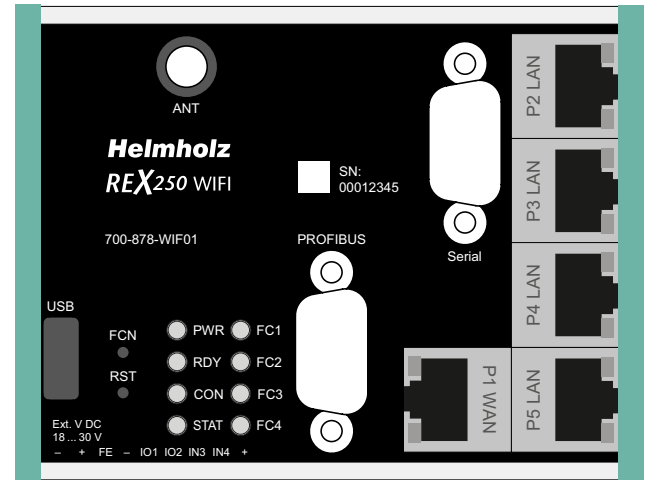 ANT
P2 LAN
Helmholz
REX250 WIFI
SN:
00012345
P3 LAN
700-878-WIF01
PROFIBUS
Serial
P4 LAN
USB
FCN
RST
PWR FC1
RDY FC2
CON FC3
STAT FC4
P1 WAN
P5 LAN
Ext. V DC
18 ... 30 V
– + FE – IO1 IO2 IN3 IN4 +